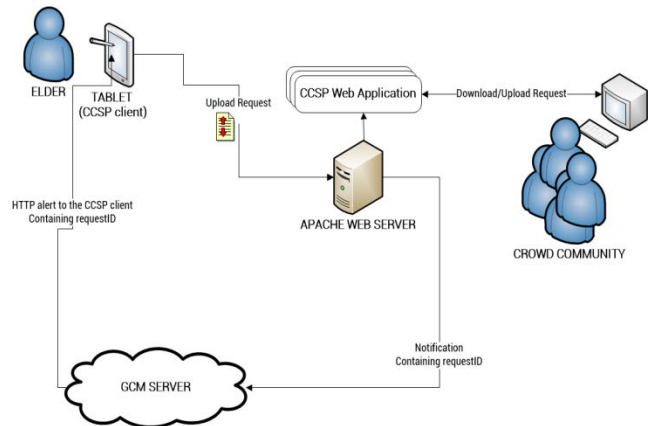 ELDER
TABLET
(CCSP client)
Upload Request
CCSP Web Application
Download/Upload Request
HTTP alert to the CCSP client
Containing requestID
APACHE WEB SERVER
CROWD COMMUNITY
Notification
Containing requestID
GCM SERVER